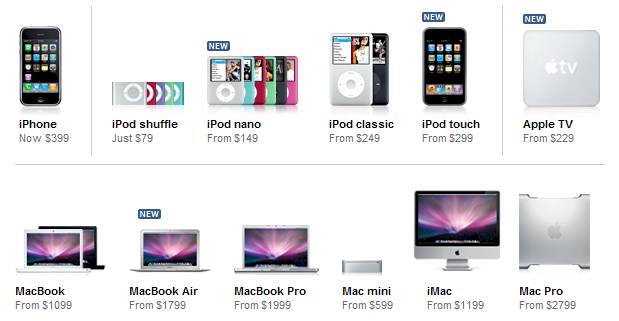 NEW
NEW
NEW
tv
iPhone
iPod shuffle
iPod nano
iPod classic
iPod touch
Apple TV
Now $399
Just $79
From $149
From $249
From $299
From $229
NEW
MacBook
MacBook Air
MacBook Pro
Mac mini
iMac
Mac Pro
From $1099
From $1799
From $1999
From $599
From $1199
From $2799